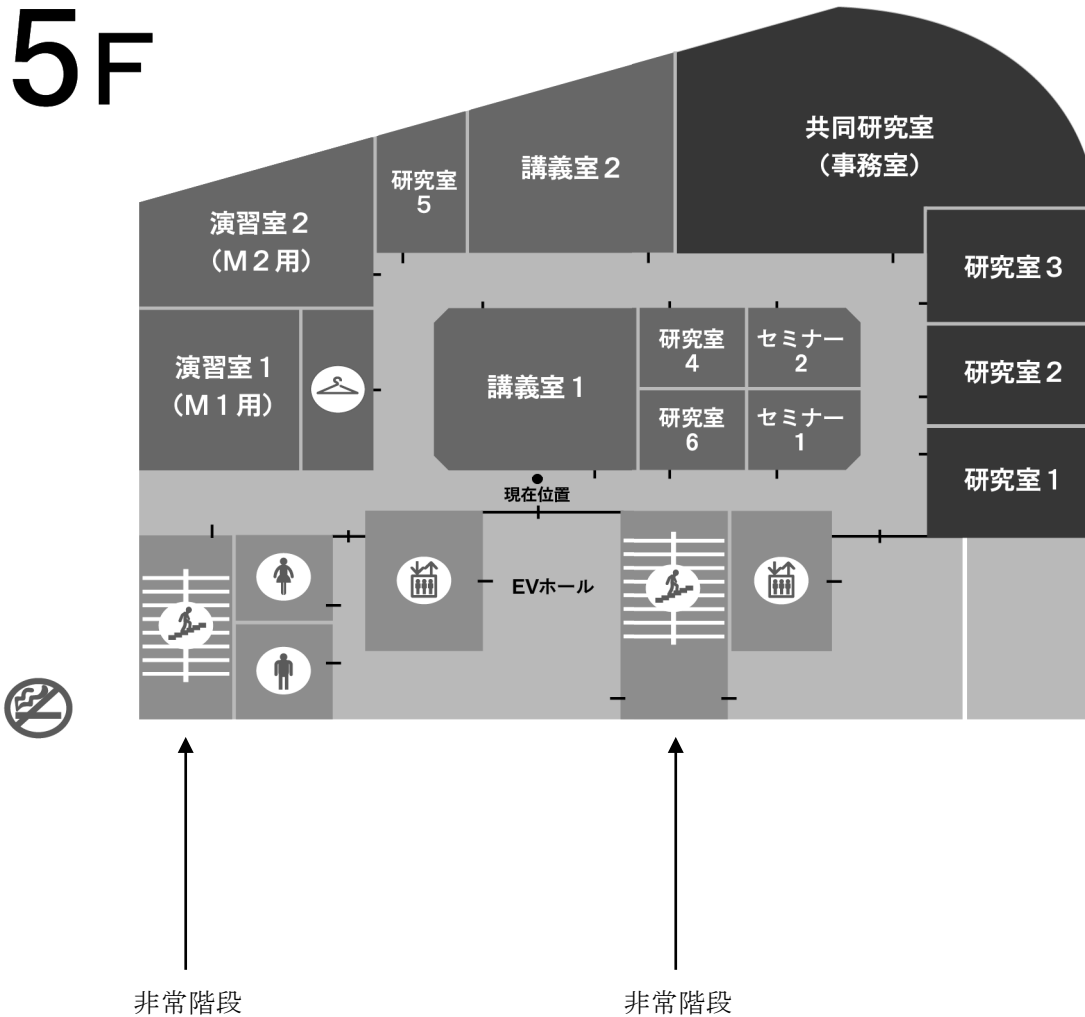 5F
共同研究室
（事務室）
講義室２
研究室
5
演習室２
（M２用）
研究室３
演習室１
（M１用）
講義室１
研究室
4
セミナー
2
研究室２
研究室
6
セミナー
1
研究室１
現在位置
EVホール
非常階段
非常階段